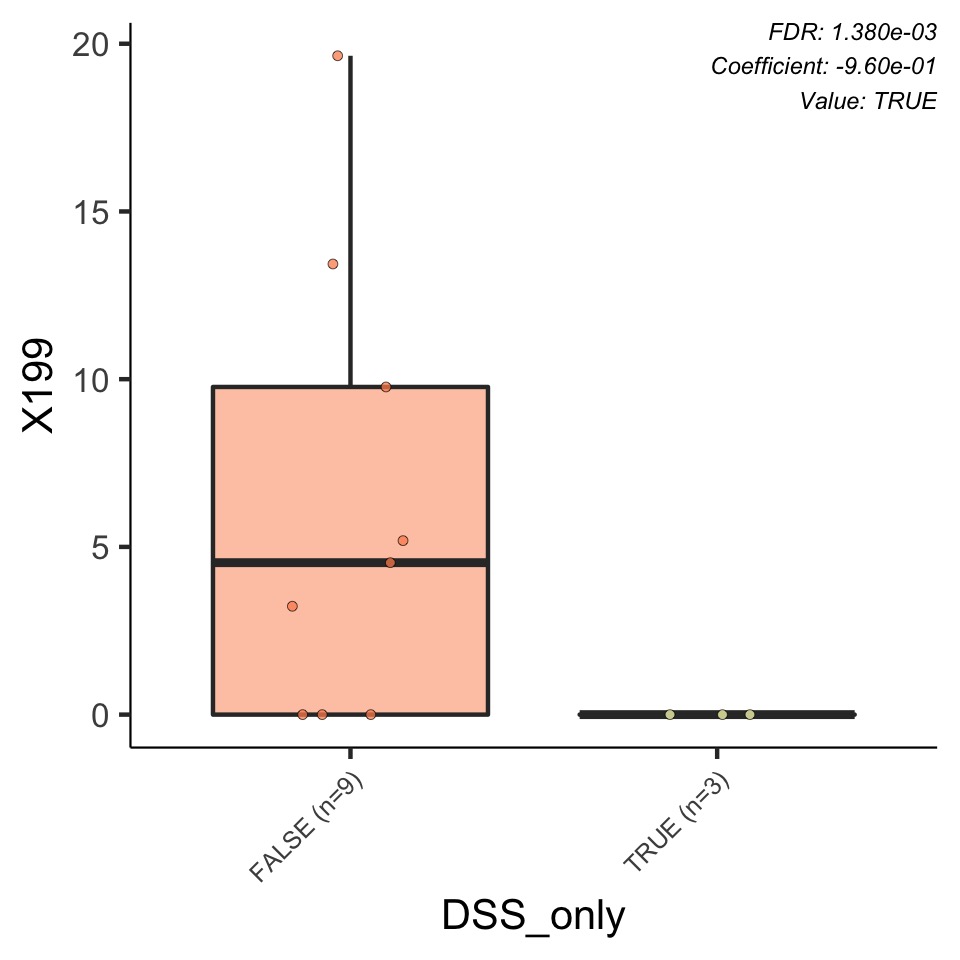 FDR: 1.380e-03
Coefficient: -9.60e-01
Value: TRUE
20
15
10
5
0
X199
FALSE (n=9)
TRUE (n=3)
DSS_only